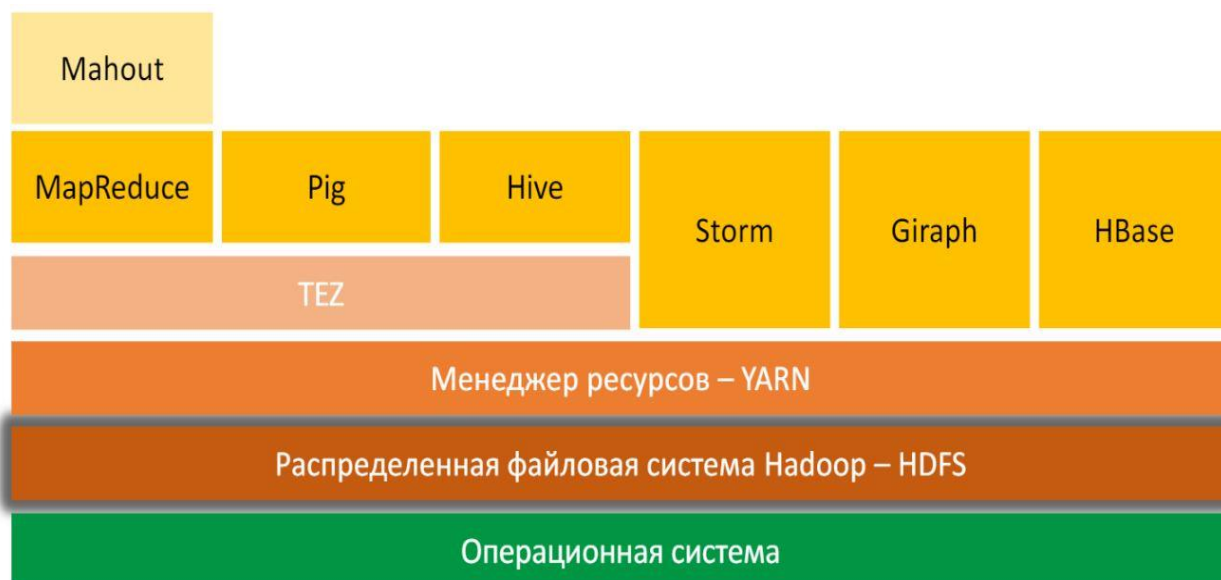 Mahout
MapReduce
Pig
Hive
Storm
Giraph
HBase
TEZ
Менеджер ресурсов – YARN
Распределенная файловая система Hadoop – HDFS
Операционная система